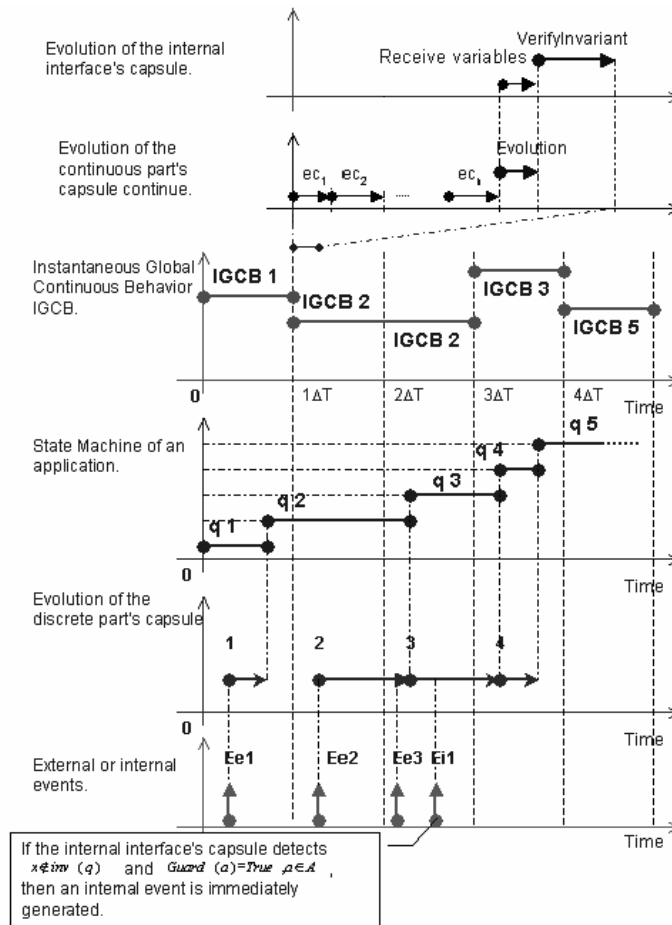 VerifyInvariant
Evolution of the internal
interface's capsule.
Receive variables
Evolution of the
continuous part's
capsule continue.
Evolution
ec1 ec2 ..... ec
Instantaneous Global
Continuous Behavior
IGCB.
IGCB 1
IGCB 2
IGCB 2
IGCB 3
IGCB 5
0 1ΔT 2ΔT 3ΔT 4ΔT
Time
State Machine of an
application.
q 1
q 2
q 3
q 4
q 5
0
Time
Evolution of the
discrete part's capsule
1 2 3 4
0
Time
External or internal
events.
Ee1 Ee2 Ee3 Ei1
Time
If the internal interface's capsule detects
x∉inv (q) and Guard (a)=True ,a∈A ,
then an internal event is immediately
generated.